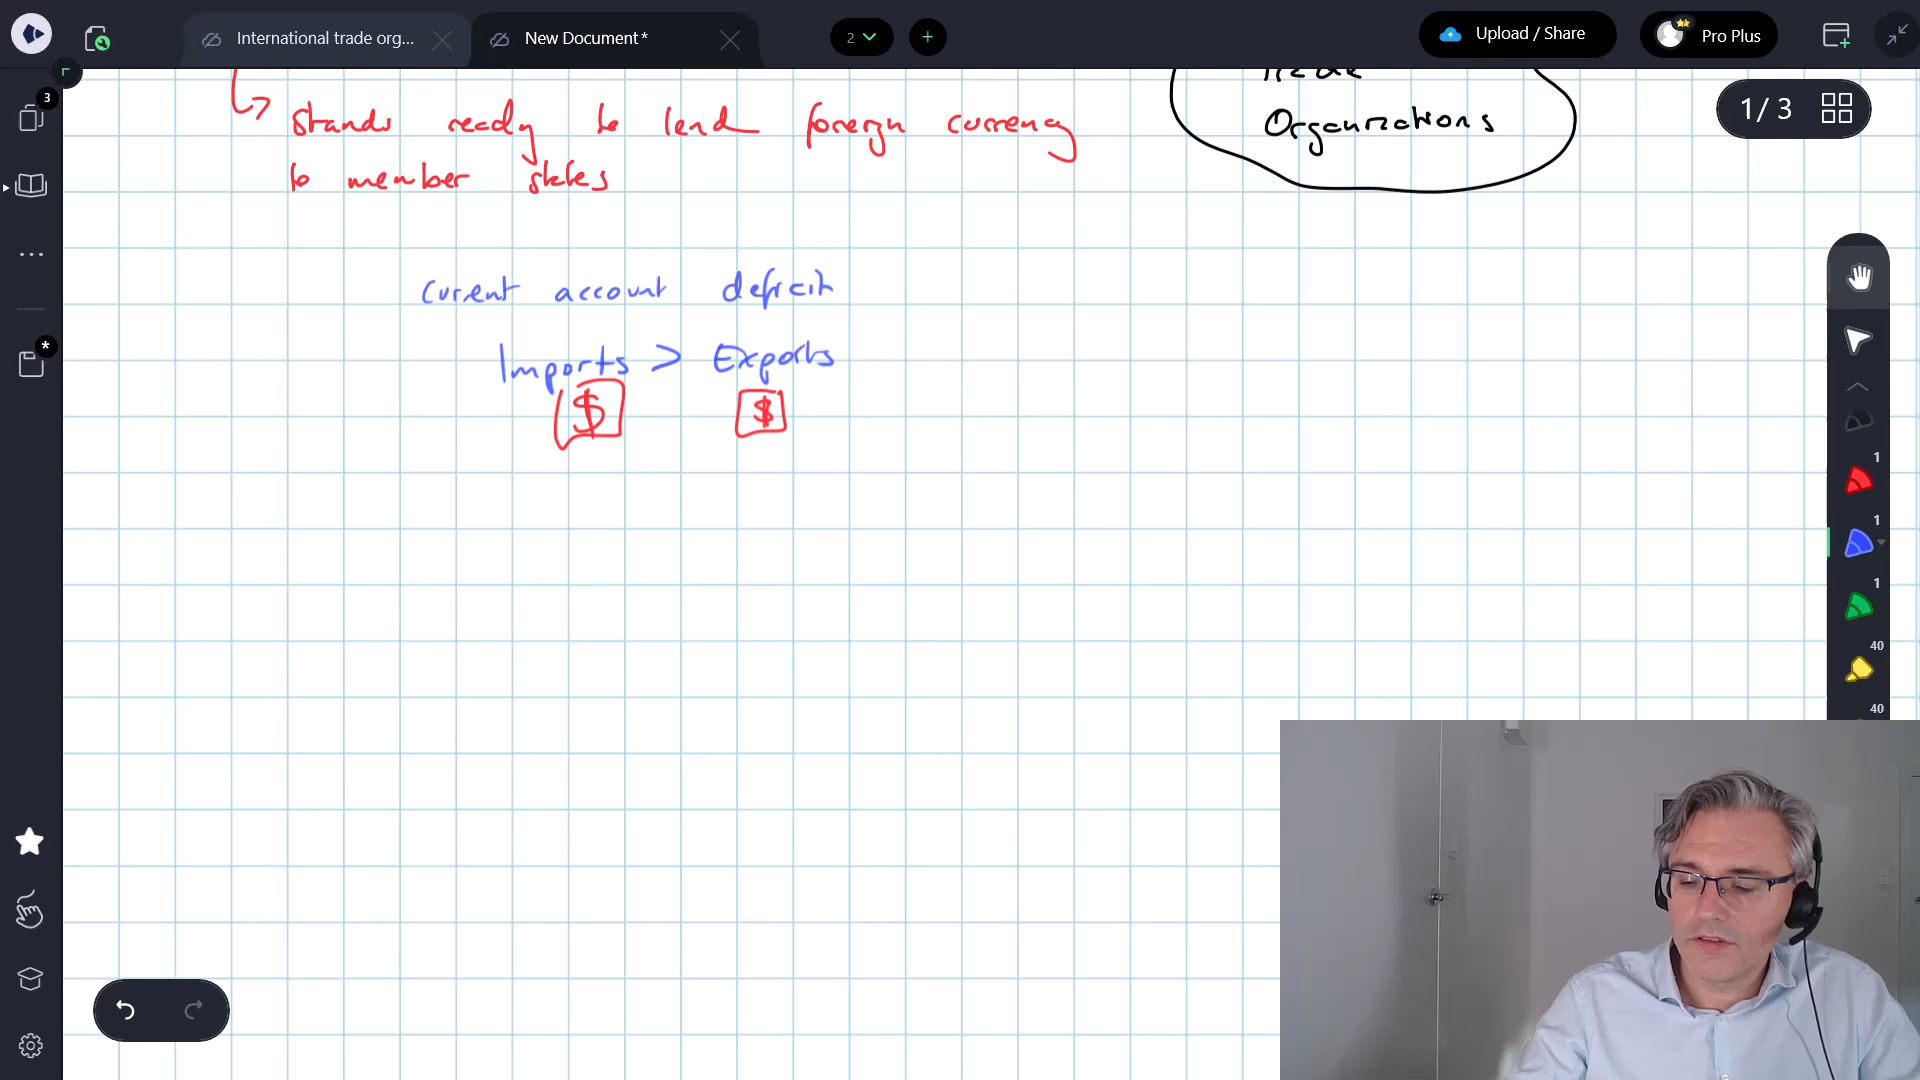 International trade org...
New Document*
2
+
Upload / Share
Pro Plus
3
1 / 3
Trade
Organizations
stands ready to lend foreign currency
to member states
current account deficit
Imports > Exports
$ $
*
1
1
1
40
40